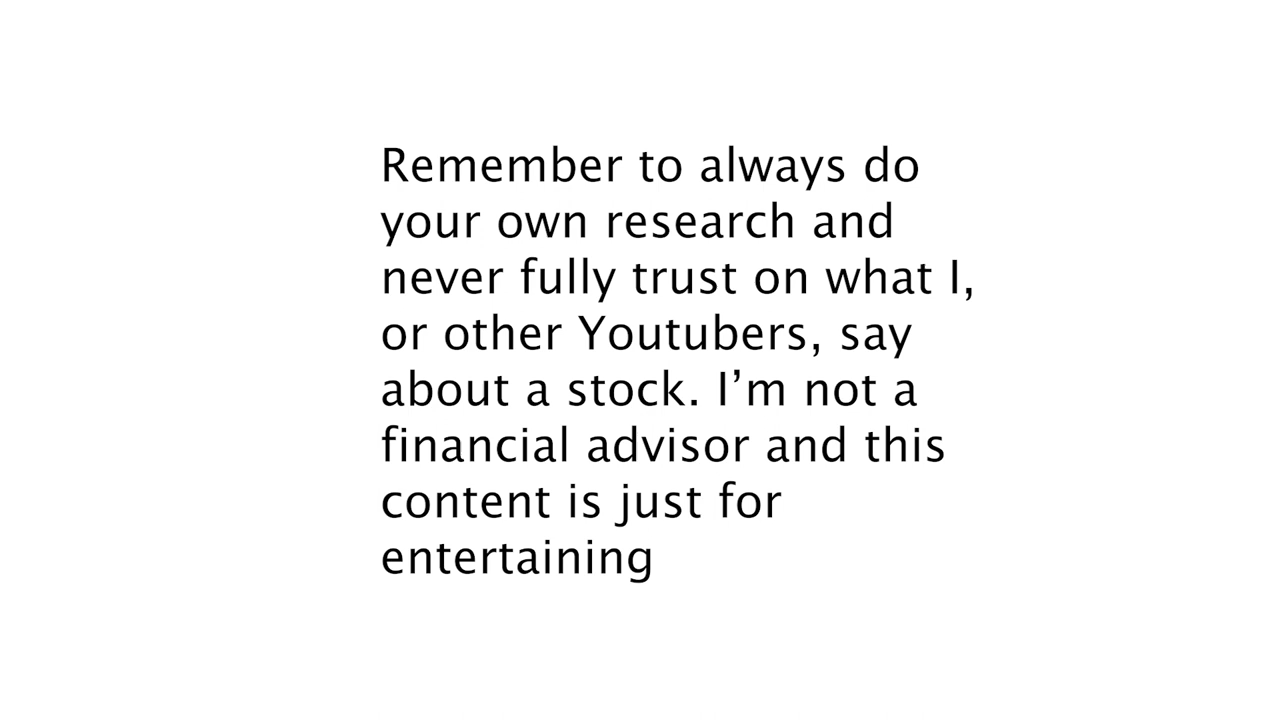 Remember to always do
your own research and
never fully trust on what I,
or other Youtubers, say
about a stock. I’m not a
financial advisor and this
content is just for
entertaining